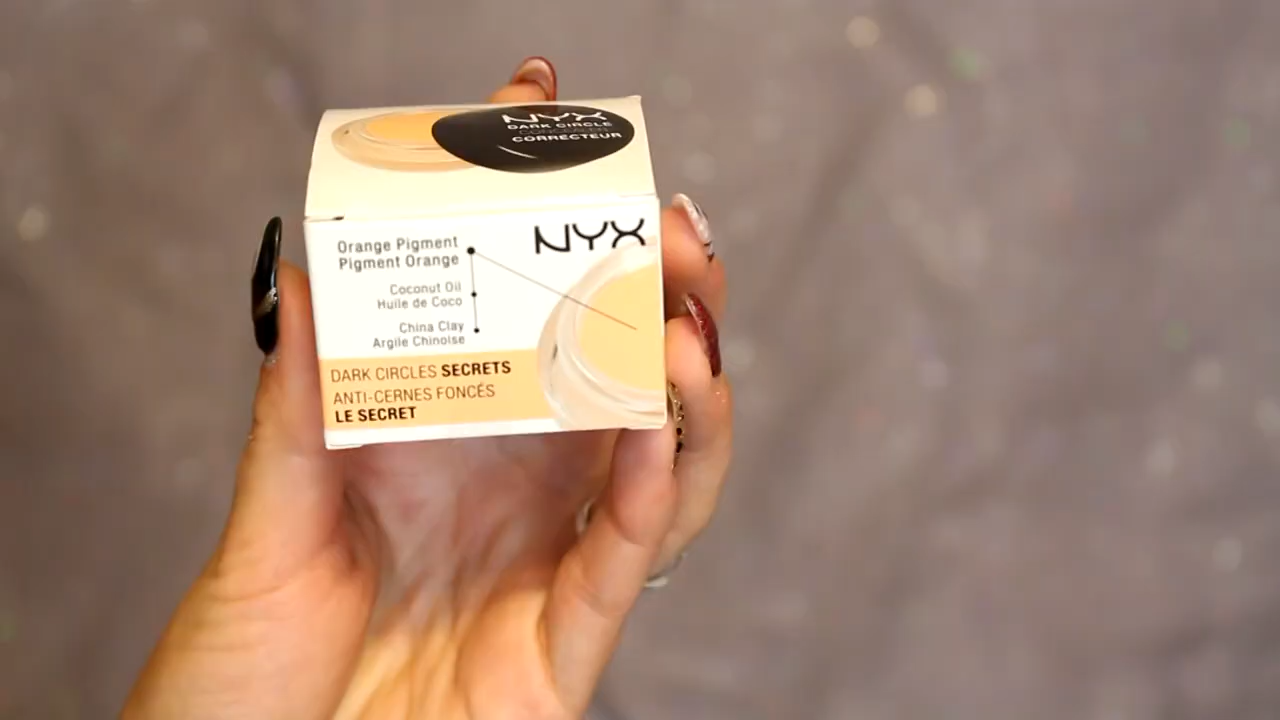 NYX
DARK CIRCLE
CONCEALER
CORRECTEUR
NYX
Orange Pigment
Pigment Orange
Coconut Oil
Huile de Coco
China Clay
Argile Chinoise
DARK CIRCLES SECRETS
ANTI-CERNES FONCÉS
LE SECRET